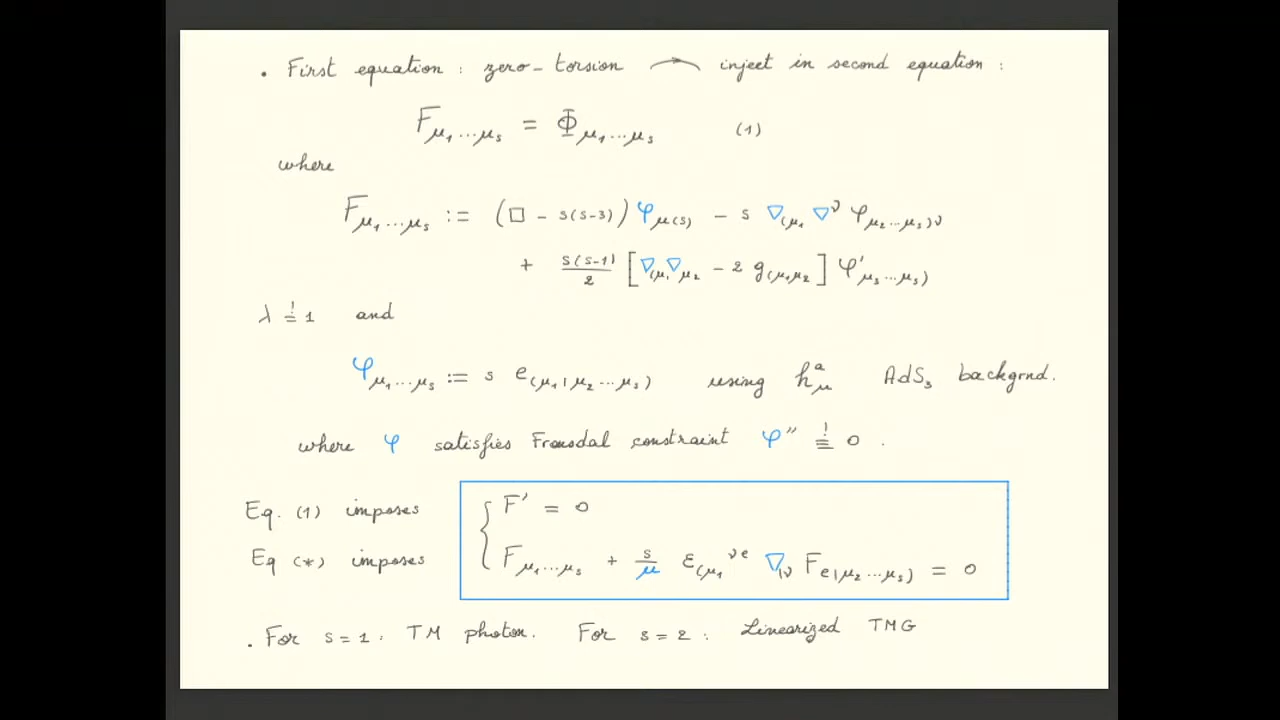 . First equation : zero-torsion ⟶ inject in second equation :
F_{μ₁...μₛ} = Φ_{μ₁...μₛ} (1)
where
F_{μ₁...μₛ} := (□ - s(s-3)) φ_{μ(s)} - s ∇_{(μ₁} ∇^ν φ_{μ₂...μₛ)ν}
+ s(s-1)/2 [∇_{(μ₁}∇_{μ₂} - 2 g_{(μ₁μ₂}] φ'_{μ₃...μₛ)}
λ =! 1 and
φ_{μ₁...μₛ} := s e_{(μ₁|μ₂...μₛ)} using h^a_μ AdS₃ backgrnd.
where φ satisfies Fronsdal constraint φ'' =! 0 .
Eq. (1) imposes { F' = 0
Eq (*) imposes F_{μ₁...μₛ} + s/μ ε_{(μ₁}^{νρ} ∇_{|ν} F_{ρ|μ₂...μₛ)} = 0
. For s=1 : TM photon. For s=2 : Linearized TMG